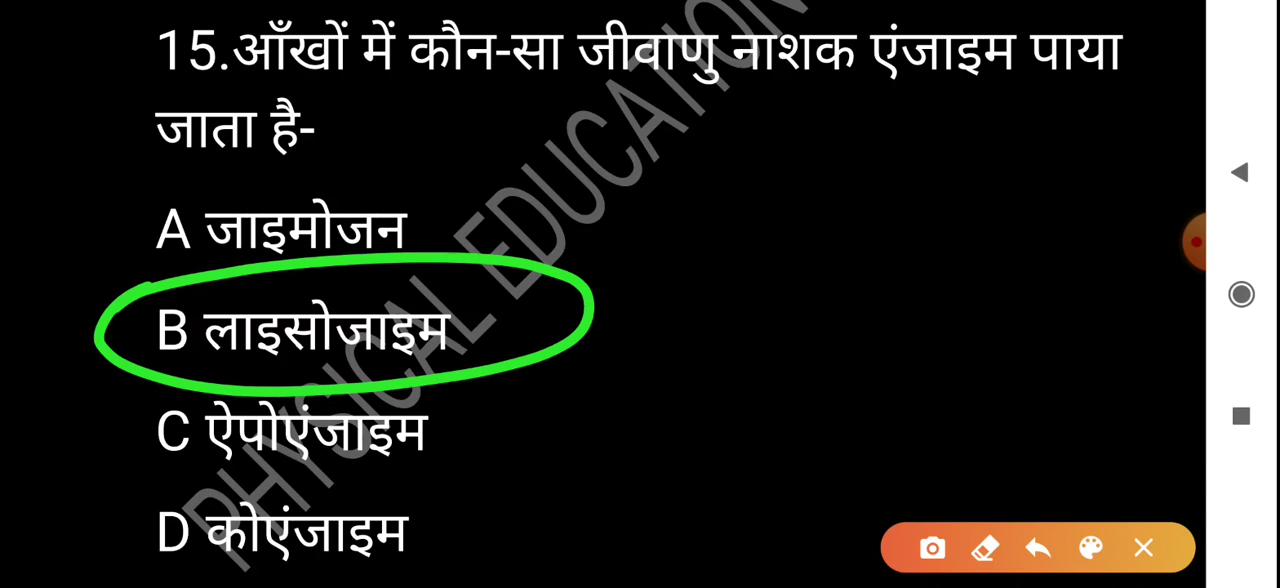 15.आँखों में कौन-सा जीवाणु नाशक एंजाइम पाया
जाता है-
A जाइमोजन
B लाइसोजाइम
C ऐपोएंजाइम
D कोएंजाइम
PHYSICAL EDUCATION